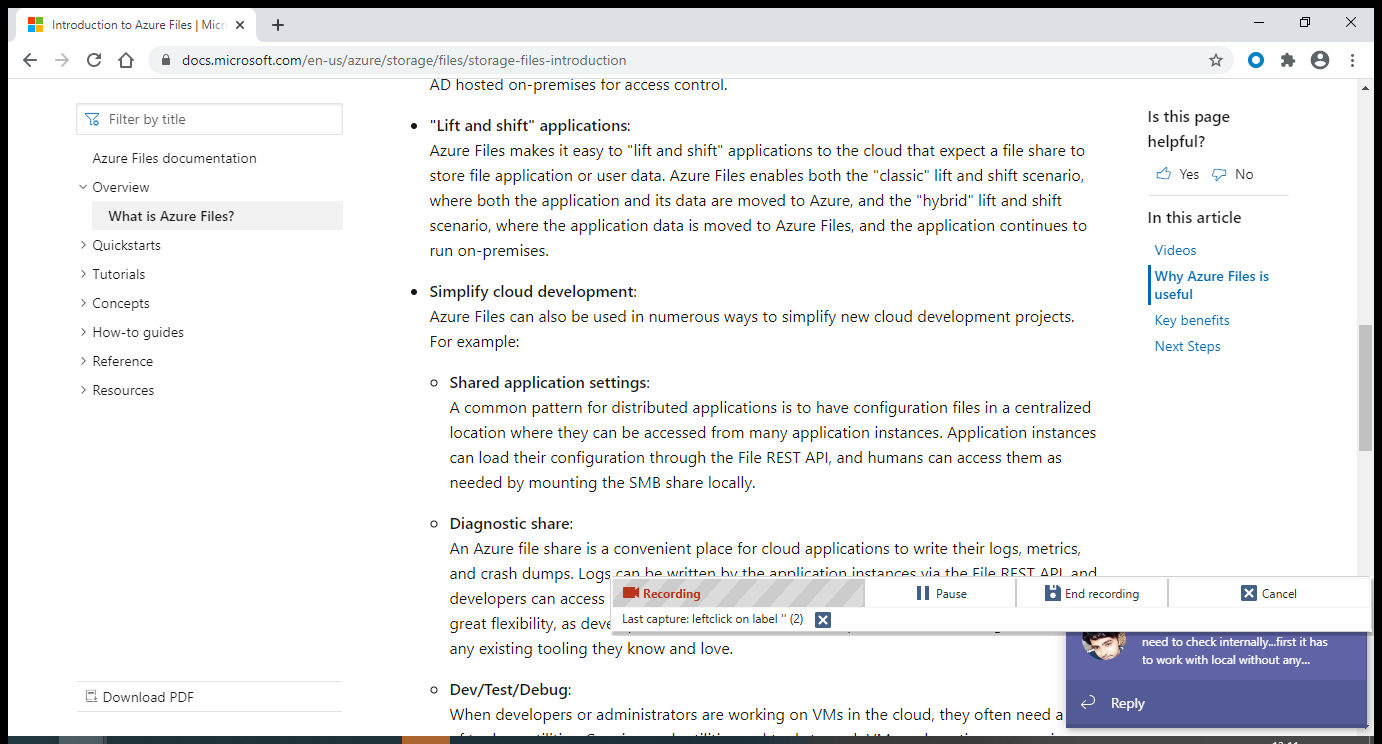 Introduction to Azure Files | Micr
docs.microsoft.com/en-us/azure/storage/files/storage-files-introduction
Filter by title
Azure Files documentation
Overview
What is Azure Files?
Quickstarts
Tutorials
Concepts
How-to guides
Reference
Resources
Download PDF
AD hosted on-premises for access control.
"Lift and shift" applications:
Azure Files makes it easy to "lift and shift" applications to the cloud that expect a file share to
store file application or user data. Azure Files enables both the "classic" lift and shift scenario,
where both the application and its data are moved to Azure, and the "hybrid" lift and shift
scenario, where the application data is moved to Azure Files, and the application continues to
run on-premises.
Simplify cloud development:
Azure Files can also be used in numerous ways to simplify new cloud development projects.
For example:
Shared application settings:
A common pattern for distributed applications is to have configuration files in a centralized
location where they can be accessed from many application instances. Application instances
can load their configuration through the File REST API, and humans can access them as
needed by mounting the SMB share locally.
Diagnostic share:
An Azure file share is a convenient place for cloud applications to write their logs, metrics,
and crash dumps. Logs can be written by the application instances via the File REST API, and
developers can access
great flexibility, as deve
any existing tooling they know and love.
Dev/Test/Debug:
When developers or administrators are working on VMs in the cloud, they often need a
Is this page
helpful?
Yes No
In this article
Videos
Why Azure Files is
useful
Key benefits
Next Steps
Recording
Pause
End recording
Cancel
Last capture: leftclick on label '' (2)
need to check internally...first it has
to work with local without any...
Reply